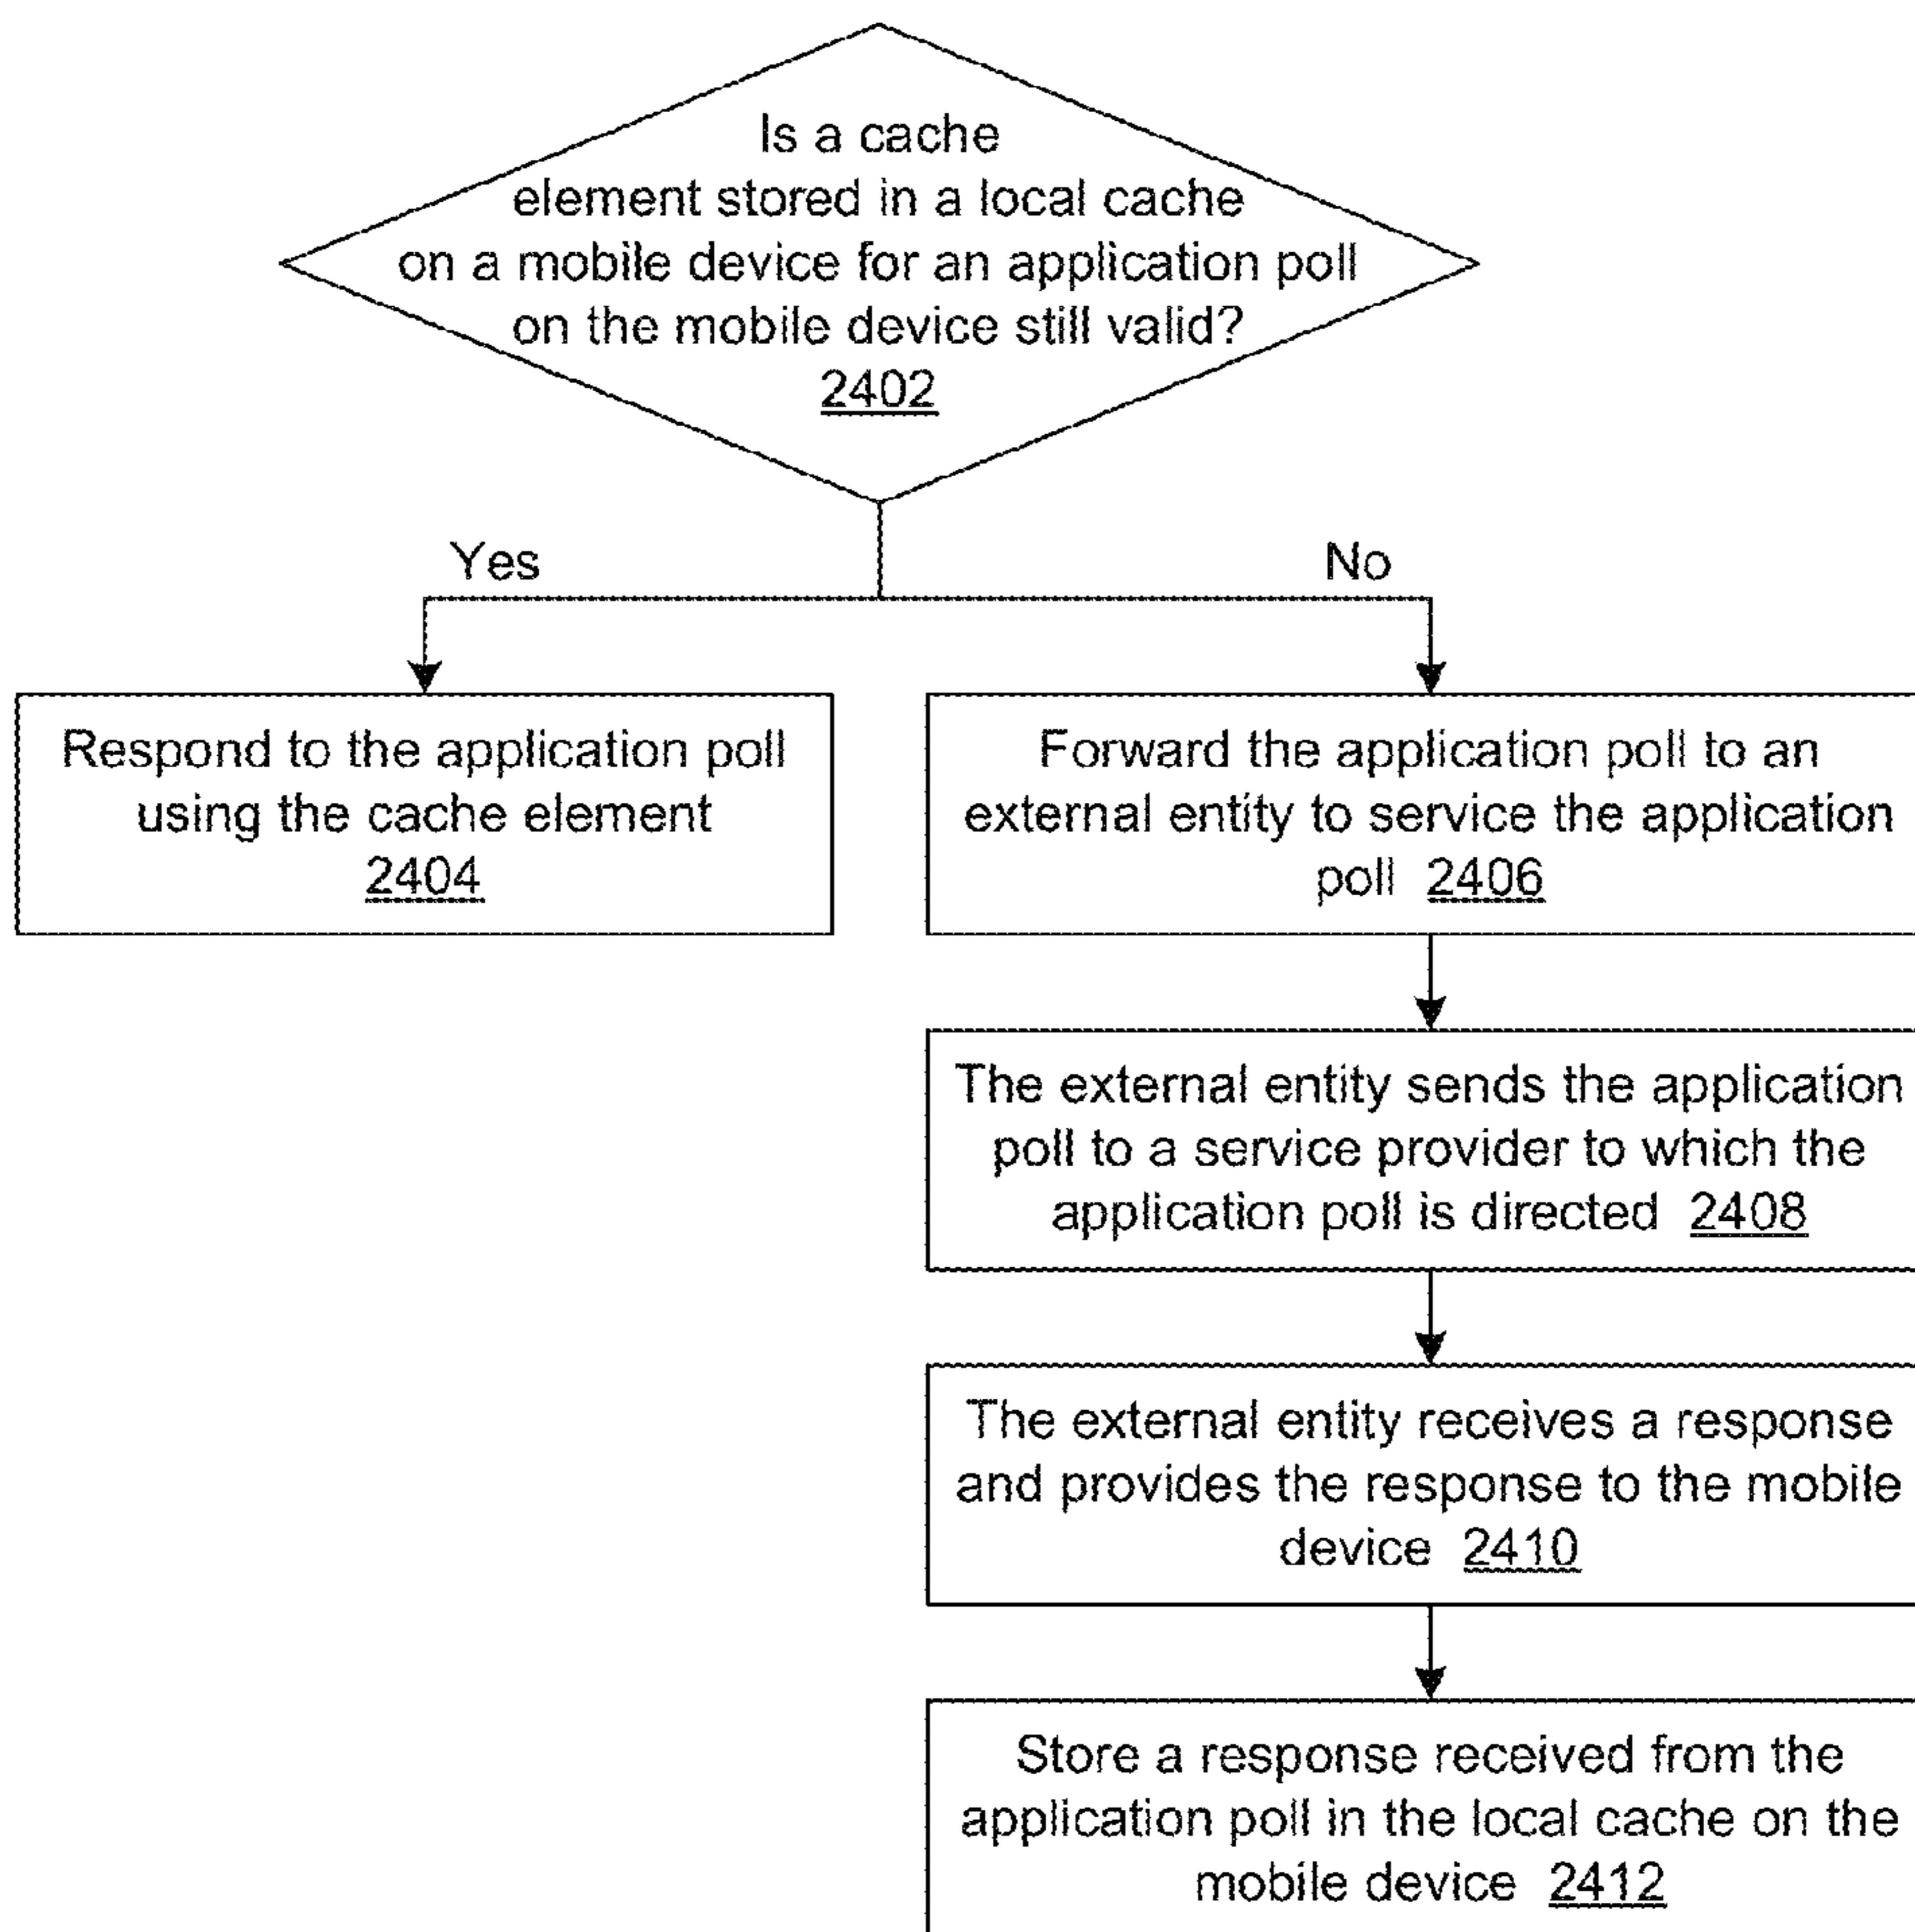 Is a cache
element stored in a local cache
on a mobile device for an application poll
on the mobile device still valid?
2402
Yes
No
Respond to the application poll
using the cache element
2404
Forward the application poll to an
external entity to service the application
poll 2406
The external entity sends the application
poll to a service provider to which the
application poll is directed 2408
The external entity receives a response
and provides the response to the mobile
device 2410
Store a response received from the
application poll in the local cache on the
mobile device 2412